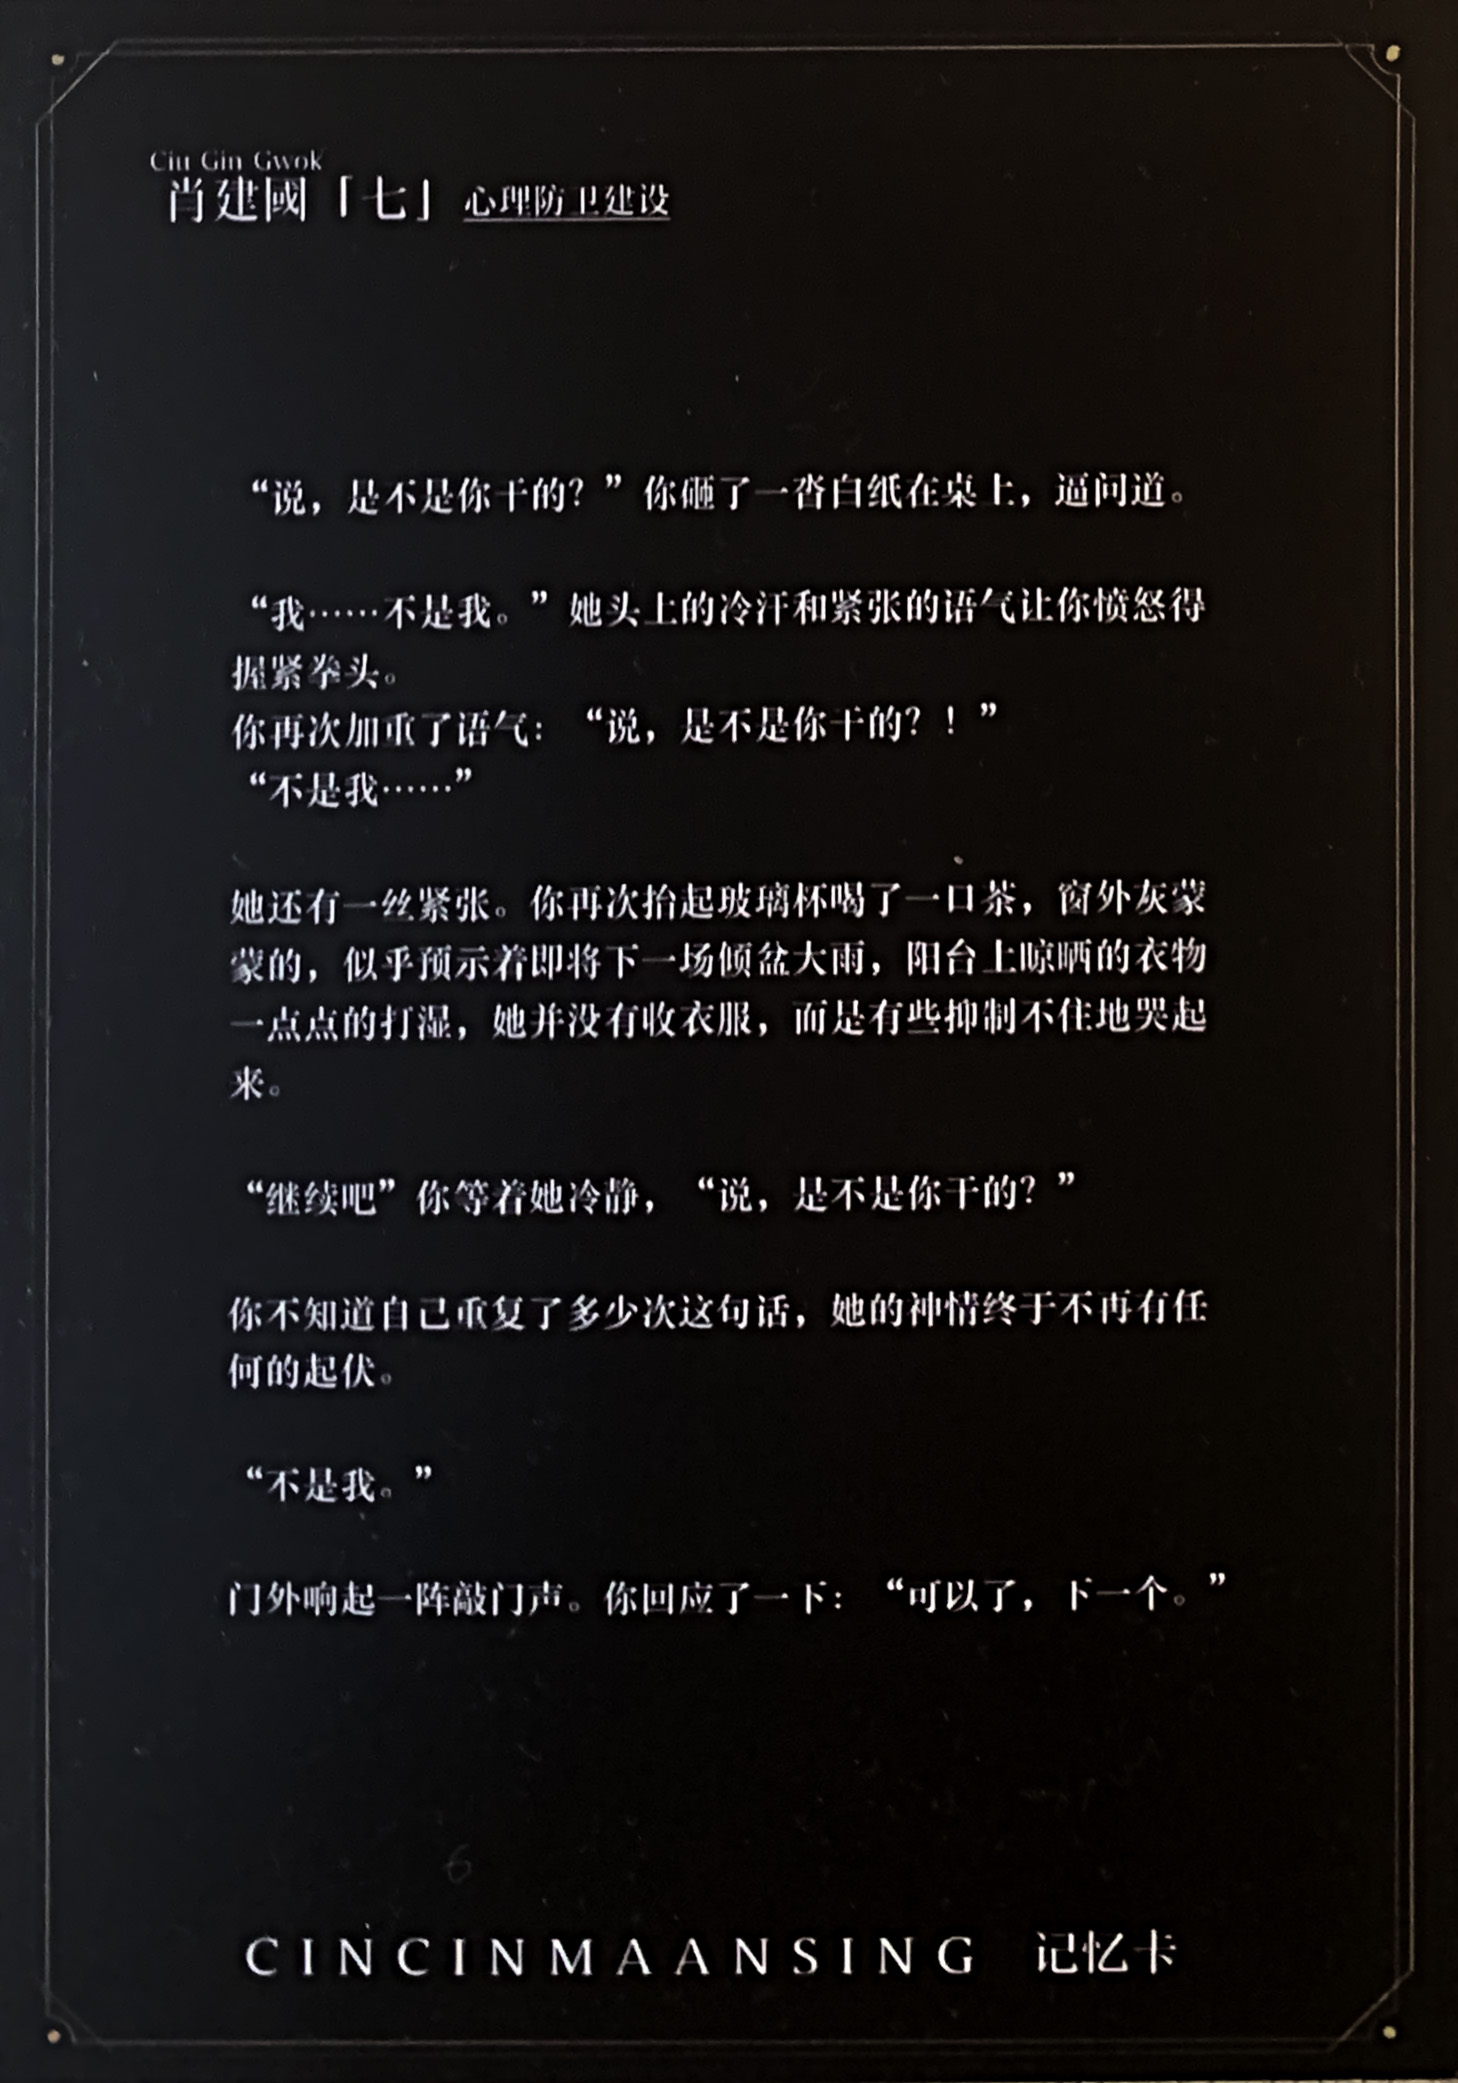 Ciu Gin Gwok
肖建國「七」 心理防卫建设
“说，是不是你干的？”你砸了一沓白纸在桌上，逼问道。
“我……不是我。”她头上的冷汗和紧张的语气让你愤怒得
握紧拳头。
你再次加重了语气：“说，是不是你干的？！”
“不是我……”
她还有一丝紧张。你再次抬起玻璃杯喝了一口茶，窗外灰蒙
蒙的，似乎预示着即将下一场倾盆大雨，阳台上晾晒的衣物
一点点的打湿，她并没有收衣服，而是有些抑制不住地哭起
来。
“继续吧”你等着她冷静，“说，是不是你干的？”
你不知道自己重复了多少次这句话，她的神情终于不再有任
何的起伏。
“不是我。”
门外响起一阵敲门声。你回应了一下：“可以了，下一个。”
6
CINCINMAANSING 记忆卡